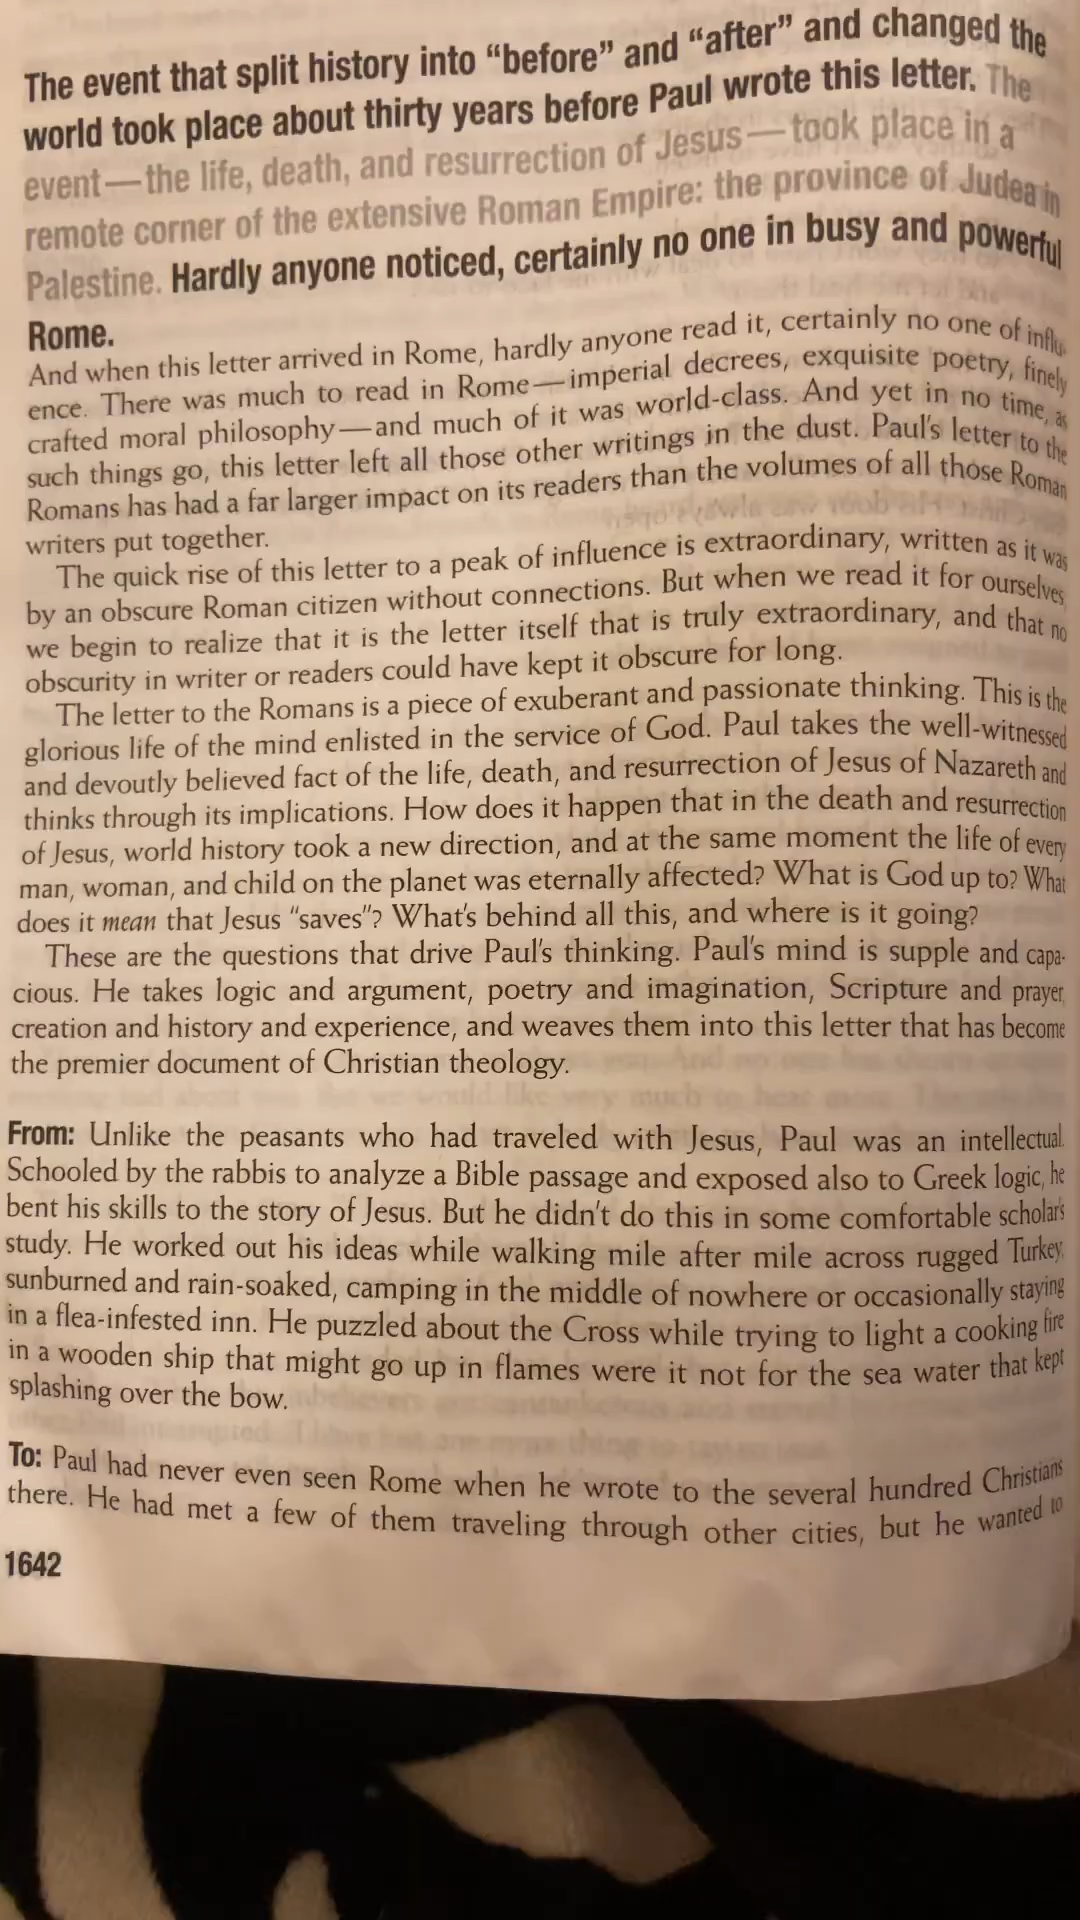 The event that split history into “before” and “after” and changed the
world took place about thirty years before Paul wrote this letter. The
event—the life, death, and resurrection of Jesus—took place in a
remote corner of the extensive Roman Empire: the province of Judea in
Palestine. Hardly anyone noticed, certainly no one in busy and powerful
Rome.
And when this letter arrived in Rome, hardly anyone read it, certainly no one of influ-
ence. There was much to read in Rome—imperial decrees, exquisite poetry, finely
crafted moral philosophy—and much of it was world-class. And yet in no time, as
such things go, this letter left all those other writings in the dust. Paul's letter to the
Romans has had a far larger impact on its readers than the volumes of all those Roman
writers put together.
The quick rise of this letter to a peak of influence is extraordinary, written as it was
by an obscure Roman citizen without connections. But when we read it for ourselves,
we begin to realize that it is the letter itself that is truly extraordinary, and that no
obscurity in writer or readers could have kept it obscure for long.
The letter to the Romans is a piece of exuberant and passionate thinking. This is the
glorious life of the mind enlisted in the service of God. Paul takes the well-witnessed
and devoutly believed fact of the life, death, and resurrection of Jesus of Nazareth and
thinks through its implications. How does it happen that in the death and resurrection
of Jesus, world history took a new direction, and at the same moment the life of every
man, woman, and child on the planet was eternally affected? What is God up to? What
does it mean that Jesus “saves”? What's behind all this, and where is it going?
These are the questions that drive Paul's thinking. Paul's mind is supple and capa-
cious. He takes logic and argument, poetry and imagination, Scripture and prayer,
creation and history and experience, and weaves them into this letter that has become
the premier document of Christian theology.
From: Unlike the peasants who had traveled with Jesus, Paul was an intellectual.
Schooled by the rabbis to analyze a Bible passage and exposed also to Greek logic, he
bent his skills to the story of Jesus. But he didn't do this in some comfortable scholar's
study. He worked out his ideas while walking mile after mile across rugged Turkey,
sunburned and rain-soaked, camping in the middle of nowhere or occasionally staying
in a flea-infested inn. He puzzled about the Cross while trying to light a cooking fire
in a wooden ship that might go up in flames were it not for the sea water that kept
splashing over the bow.
To: Paul had never even seen Rome when he wrote to the several hundred Christians
there. He had met a few of them traveling through other cities, but he wanted to
1642